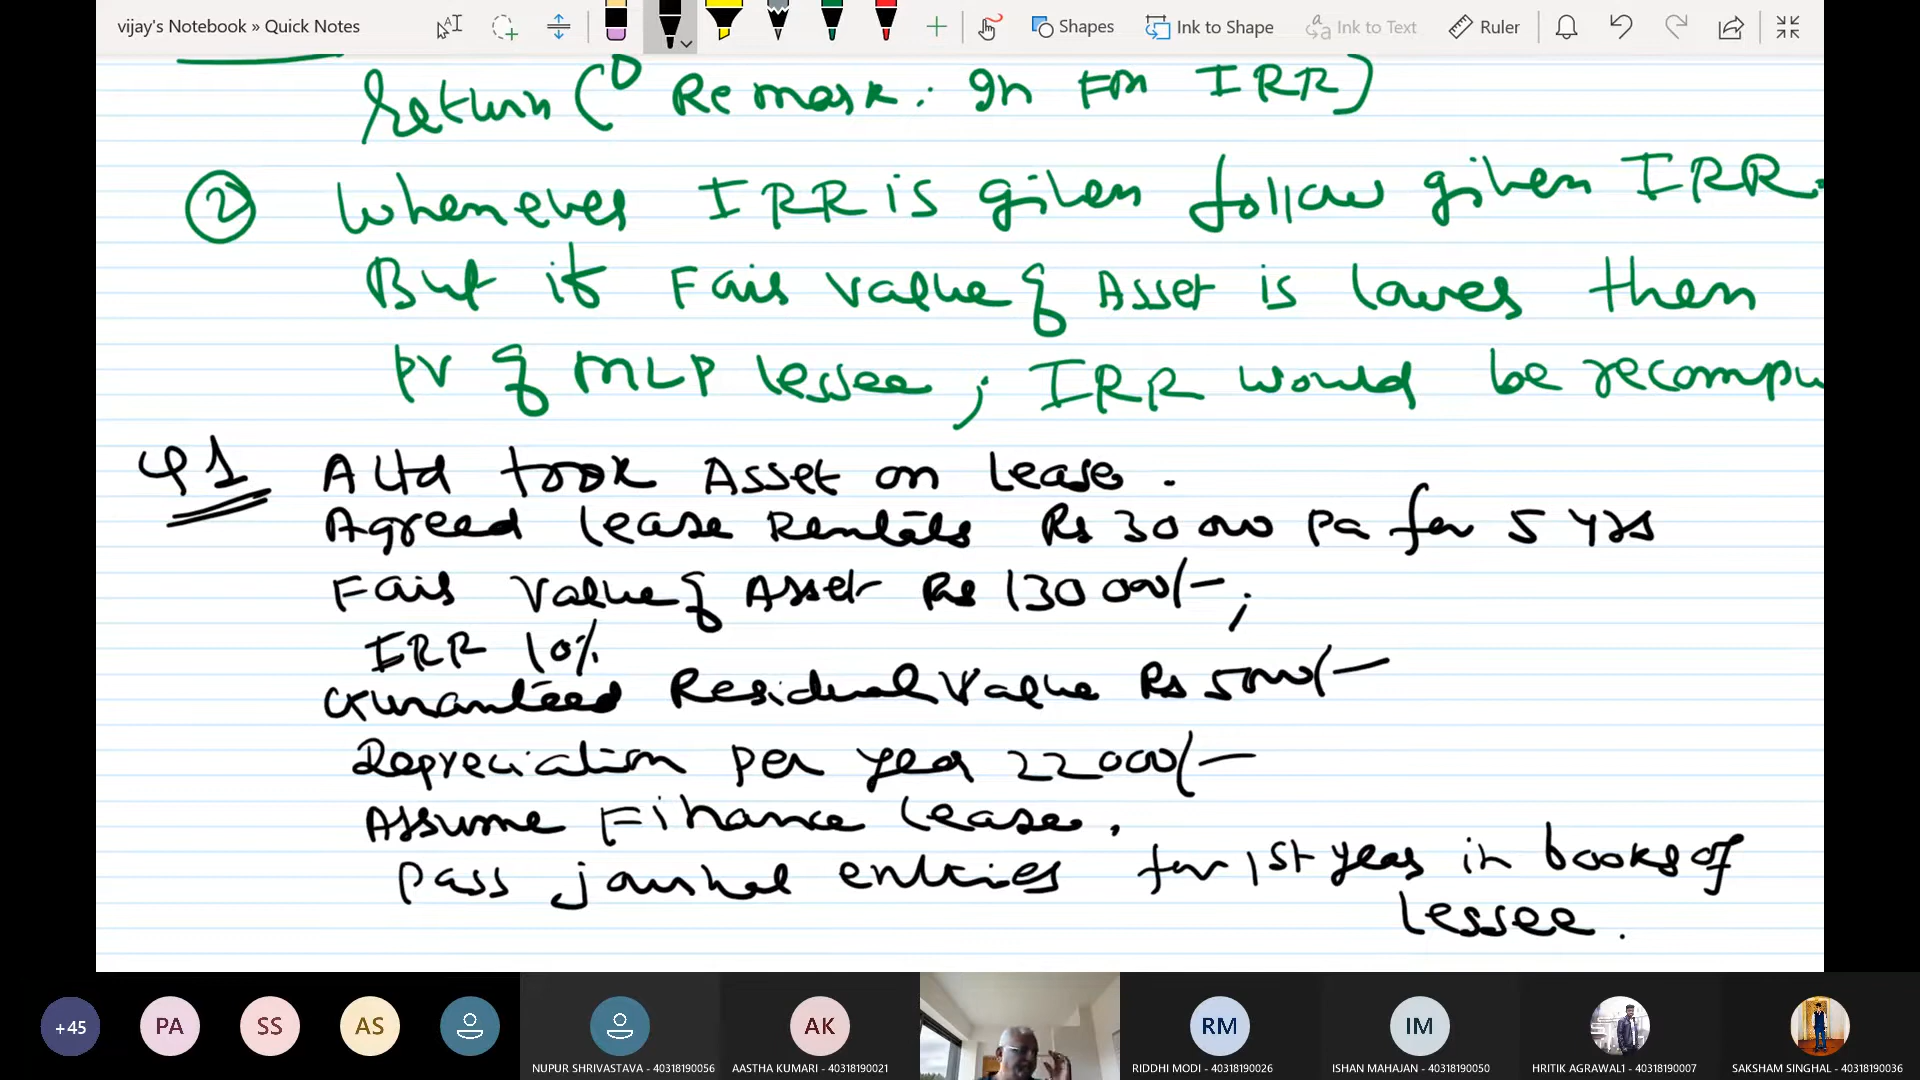 vijay's Notebook » Quick Notes
Shapes
Ink to Shape
Ink to Text
Ruler
Return (Remark: In FM IRR)
② Whenever IRR is given follow given IRR.
But if Fair Value of Asset is lower then
PV of MLP lessee; IRR would be recompu
Q1 A Ltd took Asset on lease.
Agreed lease Rentals Rs 30000 Pa for 5 yrs
Fair Value of Asset Rs 130000/-;
IRR 10%
Guranteed Residual Value Rs 5000/-
Depreciation per year 22000/-
Assume Finance lease.
Pass journal entries for 1st year in books of
lessee.
+45
PA
SS
AS
NUPUR SHRIVASTAVA - 40318190056
AK
AASTHA KUMARI - 40318190021
RM
RIDDHI MODI - 40318190026
IM
ISHAN MAHAJAN - 40318190050
HRITIK AGRAWAL1 - 40318190007
SAKSHAM SINGHAL - 40318190036